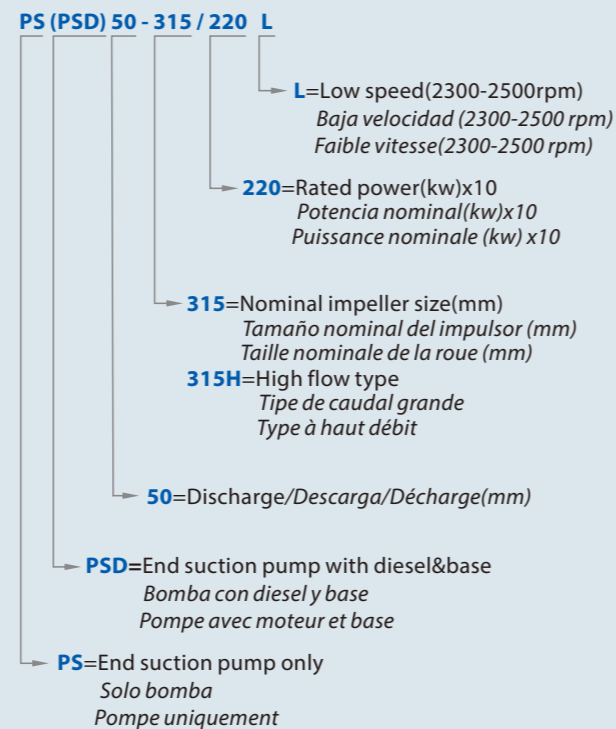 PS (PSD) 50 - 315 / 220 L
L=Low speed(2300-2500rpm)
Baja velocidad (2300-2500 rpm)
Faible vitesse(2300-2500 rpm)
220=Rated power(kw)x10
Potencia nominal(kw)x10
Puissance nominale (kw) x10
315=Nominal impeller size(mm)
Tamaño nominal del impulsor (mm)
Taille nominale de la roue (mm)
315H=High flow type
Tipe de caudal grande
Type à haut débit
50=Discharge/Descarga/Décharge(mm)
PSD=End suction pump with diesel&base
Bomba con diesel y base
Pompe avec moteur et base
PS=End suction pump only
Solo bomba
Pompe uniquement